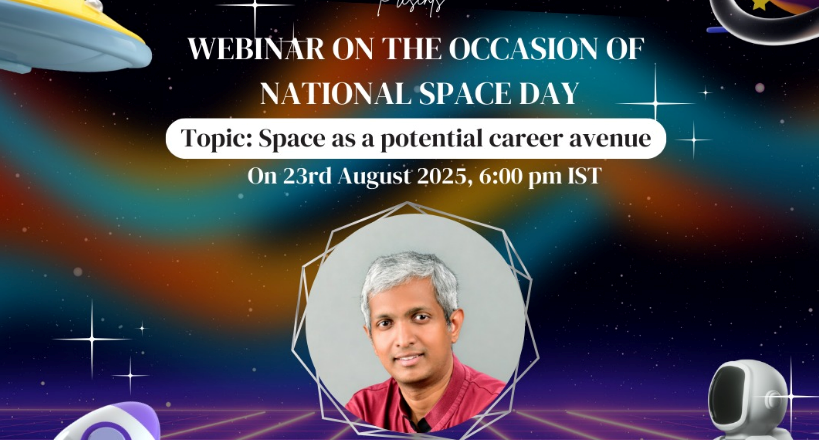 Presents
WEBINAR ON THE OCCASION OF
NATIONAL SPACE DAY
Topic: Space as a potential career avenue
On 23rd August 2025, 6:00 pm IST